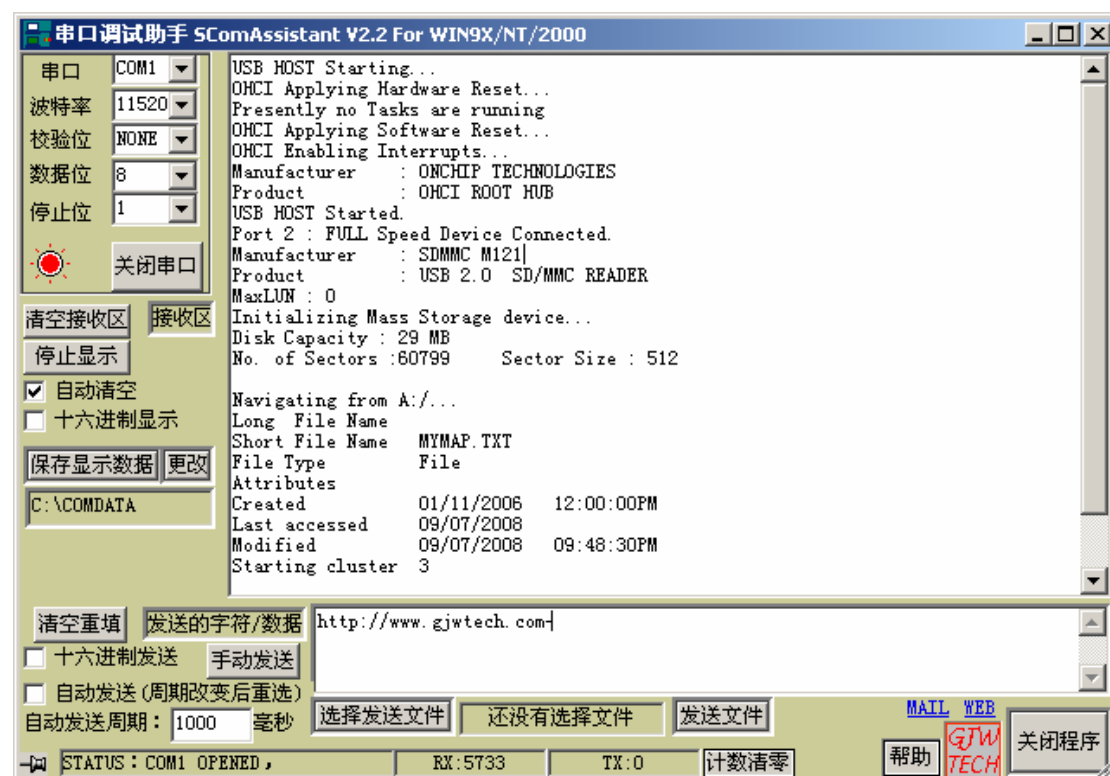 串口调试助手 SComAssistant V2.2 For WIN9X/NT/2000
串口 COM1
波特率 11520
校验位 NONE
数据位 8
停止位 1
关闭串口
清空接收区 接收区
停止显示
自动清空
十六进制显示
保存显示数据 更改
C:\COMDATA
USB HOST Starting...
OHCI Applying Hardware Reset...
Presently no Tasks are running
OHCI Applying Software Reset...
OHCI Enabling Interrupts...
Manufacturer : ONCHIP TECHNOLOGIES
Product : OHCI ROOT HUB
USB HOST Started.
Port 2 : FULL Speed Device Connected.
Manufacturer : SDMMC M121
Product : USB 2.0 SD/MMC READER
MaxLUN : 0
Initializing Mass Storage device...
Disk Capacity : 29 MB
No. of Sectors :60799 Sector Size : 512
Navigating from A:/...
Long File Name
Short File Name MYMAP.TXT
File Type File
Attributes
Created 01/11/2006 12:00:00PM
Last accessed 09/07/2008
Modified 09/07/2008 09:48:30PM
Starting cluster 3
清空重填 发送的字符/数据 http://www.gjwtech.com
十六进制发送 手动发送
自动发送(周期改变后重选)
自动发送周期: 1000 毫秒 选择发送文件 还没有选择文件 发送文件
MAIL WEB
GJW
TECH
帮助 关闭程序
STATUS:COM1 OPENED, RX:5733 TX:0 计数清零